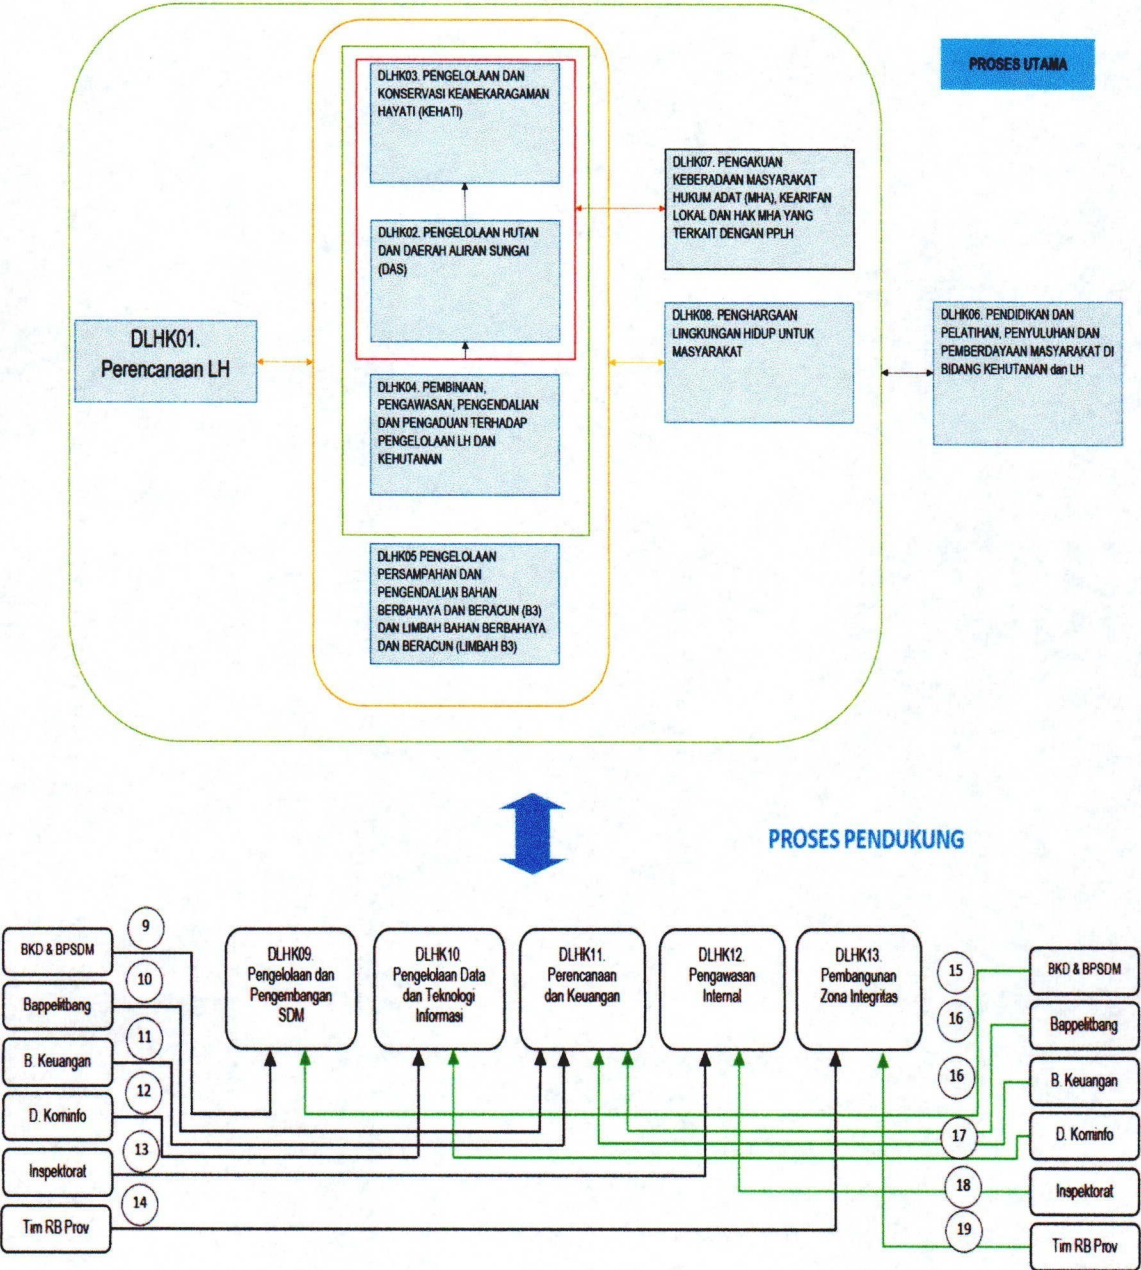 PROSES UTAMA
DLHK03. PENGELOLAAN DAN
KONSERVASI KEANEKARAGAMAN
HAYATI (KEHATI)
DLHK07. PENGAKUAN
KEBERADAAN MASYARAKAT
HUKUM ADAT (MHA), KEARIFAN
LOKAL DAN HAK MHA YANG
TERKAIT DENGAN PPLH
DLHK02. PENGELOLAAN HUTAN
DAN DAERAH ALIRAN SUNGAI
(DAS)
DLHK01.
Perencanaan LH
DLHK08. PENGHARGAAN
LINGKUNGAN HIDUP UNTUK
MASYARAKAT
DLHK06. PENDIDIKAN DAN
PELATIHAN, PENYULUHAN DAN
PEMBERDAYAAN MASYARAKAT DI
BIDANG KEHUTANAN dan LH
DLHK04. PEMBINAAN,
PENGAWASAN, PENGENDALIAN
DAN PENGADUAN TERHADAP
PENGELOLAAN LH DAN
KEHUTANAN
DLHK05 PENGELOLAAN
PERSAMPAHAN DAN
PENGENDALIAN BAHAN
BERBAHAYA DAN BERACUN (B3)
DAN LIMBAH BAHAN BERBAHAYA
DAN BERACUN (LIMBAH B3)
PROSES PENDUKUNG
BKD & BPSDM
9
Bappelitbang
10
B. Keuangan
11
D. Kominfo
12
Inspektorat
13
Tim RB Prov
14
DLHK09.
Pengelolaan dan
Pengembangan
SDM
DLHK10.
Pengelolaan Data
dan Teknologi
Informasi
DLHK11.
Perencanaan
dan Keuangan
DLHK12.
Pengawasan
Internal
DLHK13.
Pembangunan
Zona Integritas
15
BKD & BPSDM
16
Bappelitbang
16
B. Keuangan
17
D. Kominfo
18
Inspektorat
19
Tim RB Prov